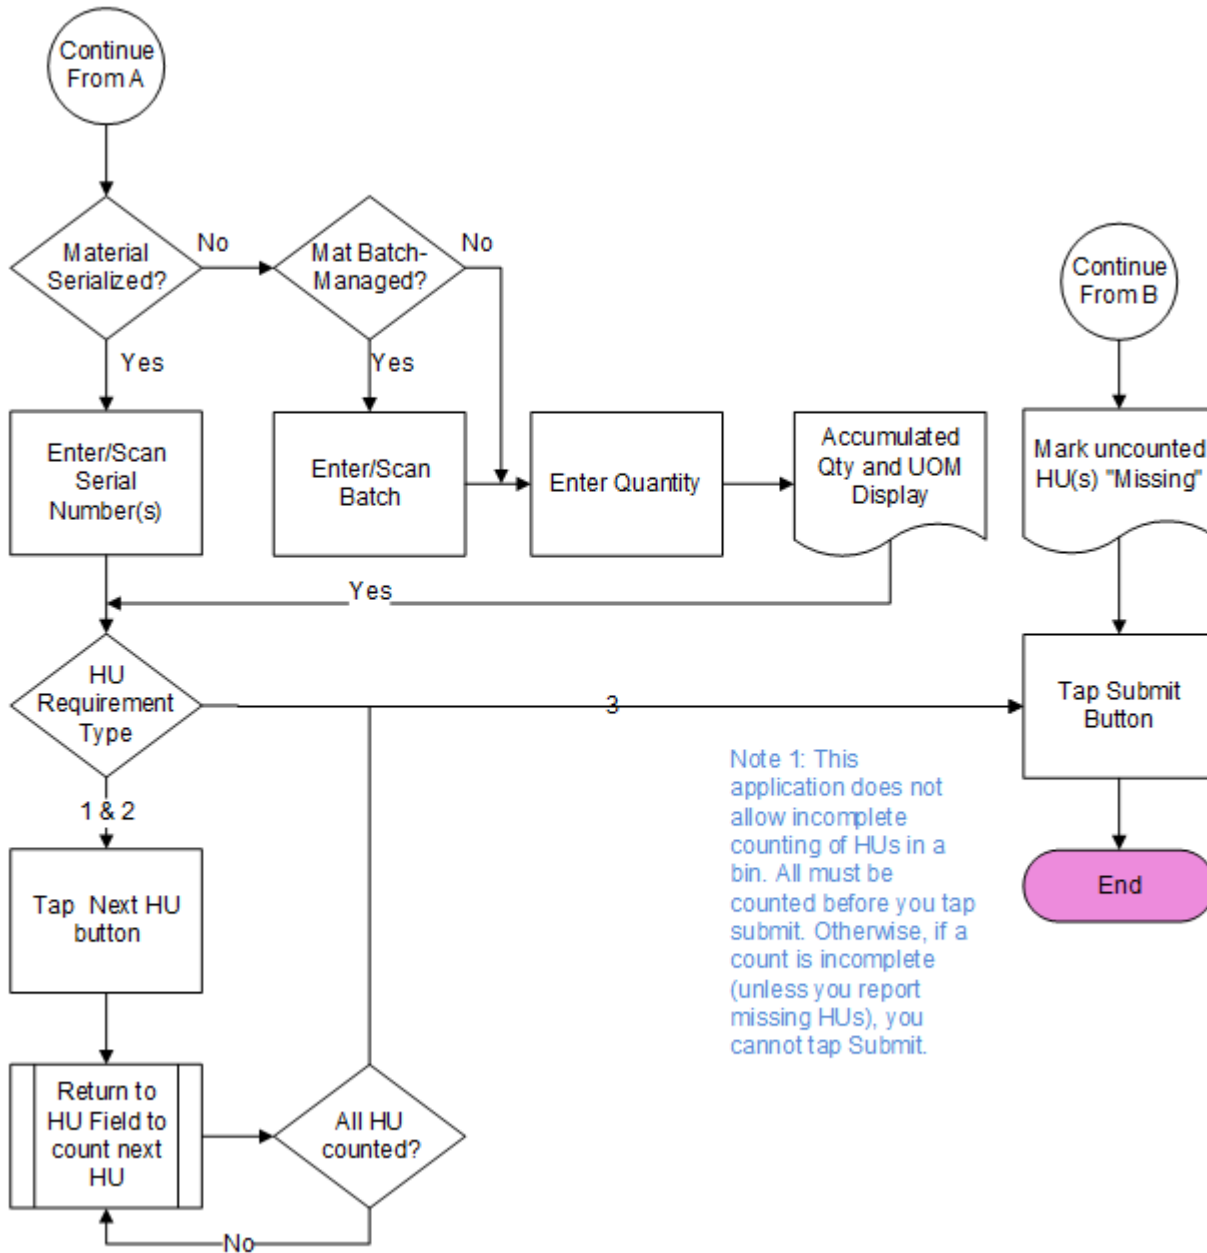 Continue
From A
Material
Serialized?
No
Mat Batch-
Managed?
No
Continue
From B
Yes
Yes
Enter/Scan
Serial
Number(s)
Enter/Scan
Batch
Enter Quantity
Accumulated
Qty and UOM
Display
Mark uncounted
HU(s) "Missing"
Yes
HU
Requirement
Type
3
Tap Submit
Button
1 & 2
Note 1: This
application does not
allow incomplete
counting of HUs in a
bin. All must be
counted before you tap
submit. Otherwise, if a
count is incomplete
(unless you report
missing HUs), you
cannot tap Submit.
End
Tap  Next HU
button
Return to
HU Field to
count next
HU
All HU
counted?
No